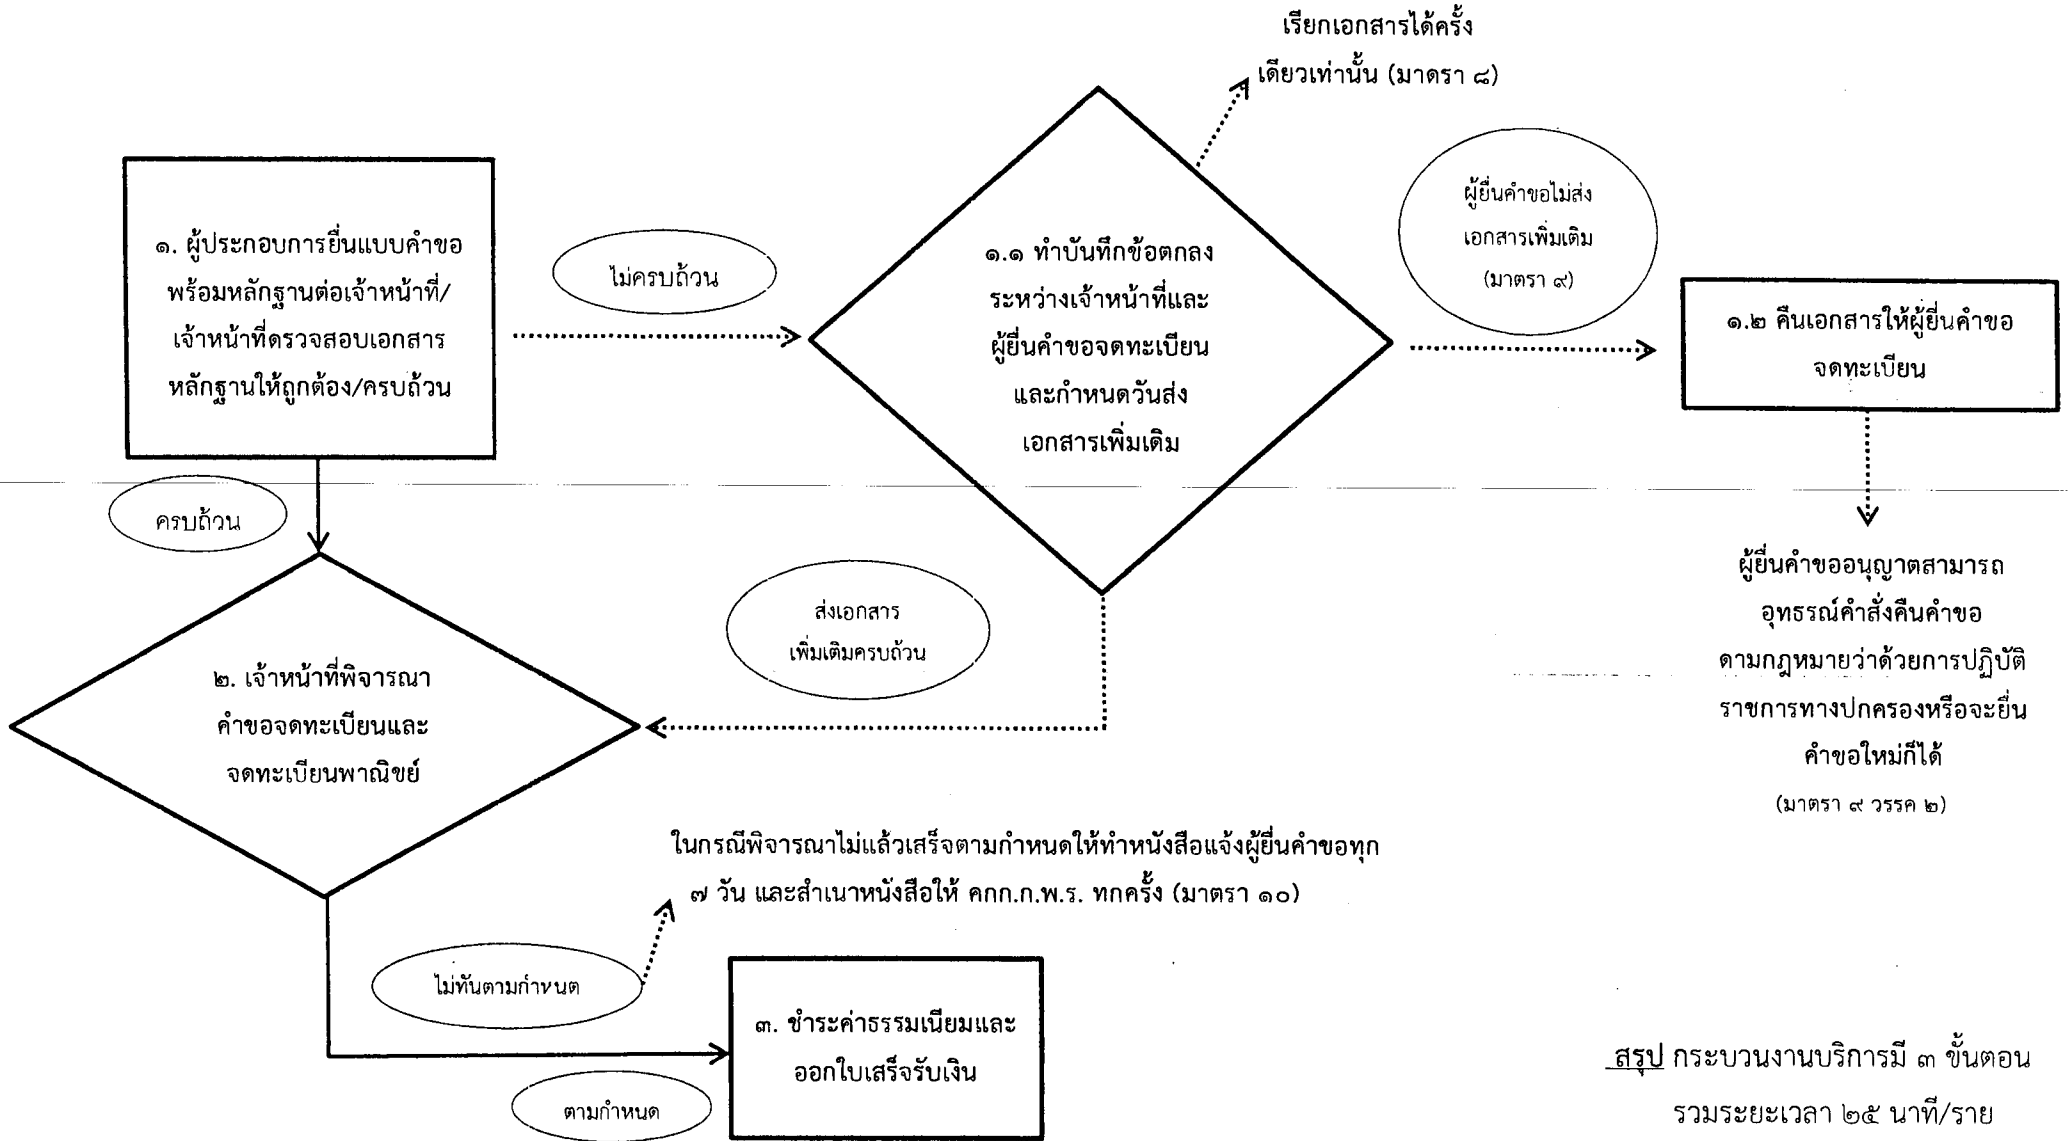 เรียกเอกสารได้ครั้ง
เดียวเท่านั้น (มาตรา ๘)
๑. ผู้ประกอบการยื่นแบบคำขอ
พร้อมหลักฐานต่อเจ้าหน้าที่/
เจ้าหน้าที่ตรวจสอบเอกสาร
หลักฐานให้ถูกต้อง/ครบถ้วน
ไม่ครบถ้วน
๑.๑ ทำบันทึกข้อตกลง
ระหว่างเจ้าหน้าที่และ
ผู้ยื่นคำขอจดทะเบียน
และกำหนดวันส่ง
เอกสารเพิ่มเติม
ผู้ยื่นคำขอไม่ส่ง
เอกสารเพิ่มเติม
(มาตรา ๙)
๑.๒ คืนเอกสารให้ผู้ยื่นคำขอ
จดทะเบียน
ครบถ้วน
ส่งเอกสาร
เพิ่มเติมครบถ้วน
ผู้ยื่นคำขออนุญาตสามารถ
อุทธรณ์คำสั่งคืนคำขอ
ตามกฎหมายว่าด้วยการปฏิบัติ
ราชการทางปกครองหรือจะยื่น
คำขอใหม่ก็ได้
(มาตรา ๙ วรรค ๒)
๒. เจ้าหน้าที่พิจารณา
คำขอจดทะเบียนและ
จดทะเบียนพาณิชย์
ในกรณีพิจารณาไม่แล้วเสร็จตามกำหนดให้ทำหนังสือแจ้งผู้ยื่นคำขอทุก
๗ วัน และสำเนาหนังสือให้ คกก.ก.พ.ร. ทกครั้ง (มาตรา ๑๐)
ไม่ทันตามกำหนด
๓. ชำระค่าธรรมเนียมและ
ออกใบเสร็จรับเงิน
ตามกำหนด
สรุป กระบวนงานบริการมี ๓ ขั้นตอน
รวมระยะเวลา ๒๕ นาที/ราย